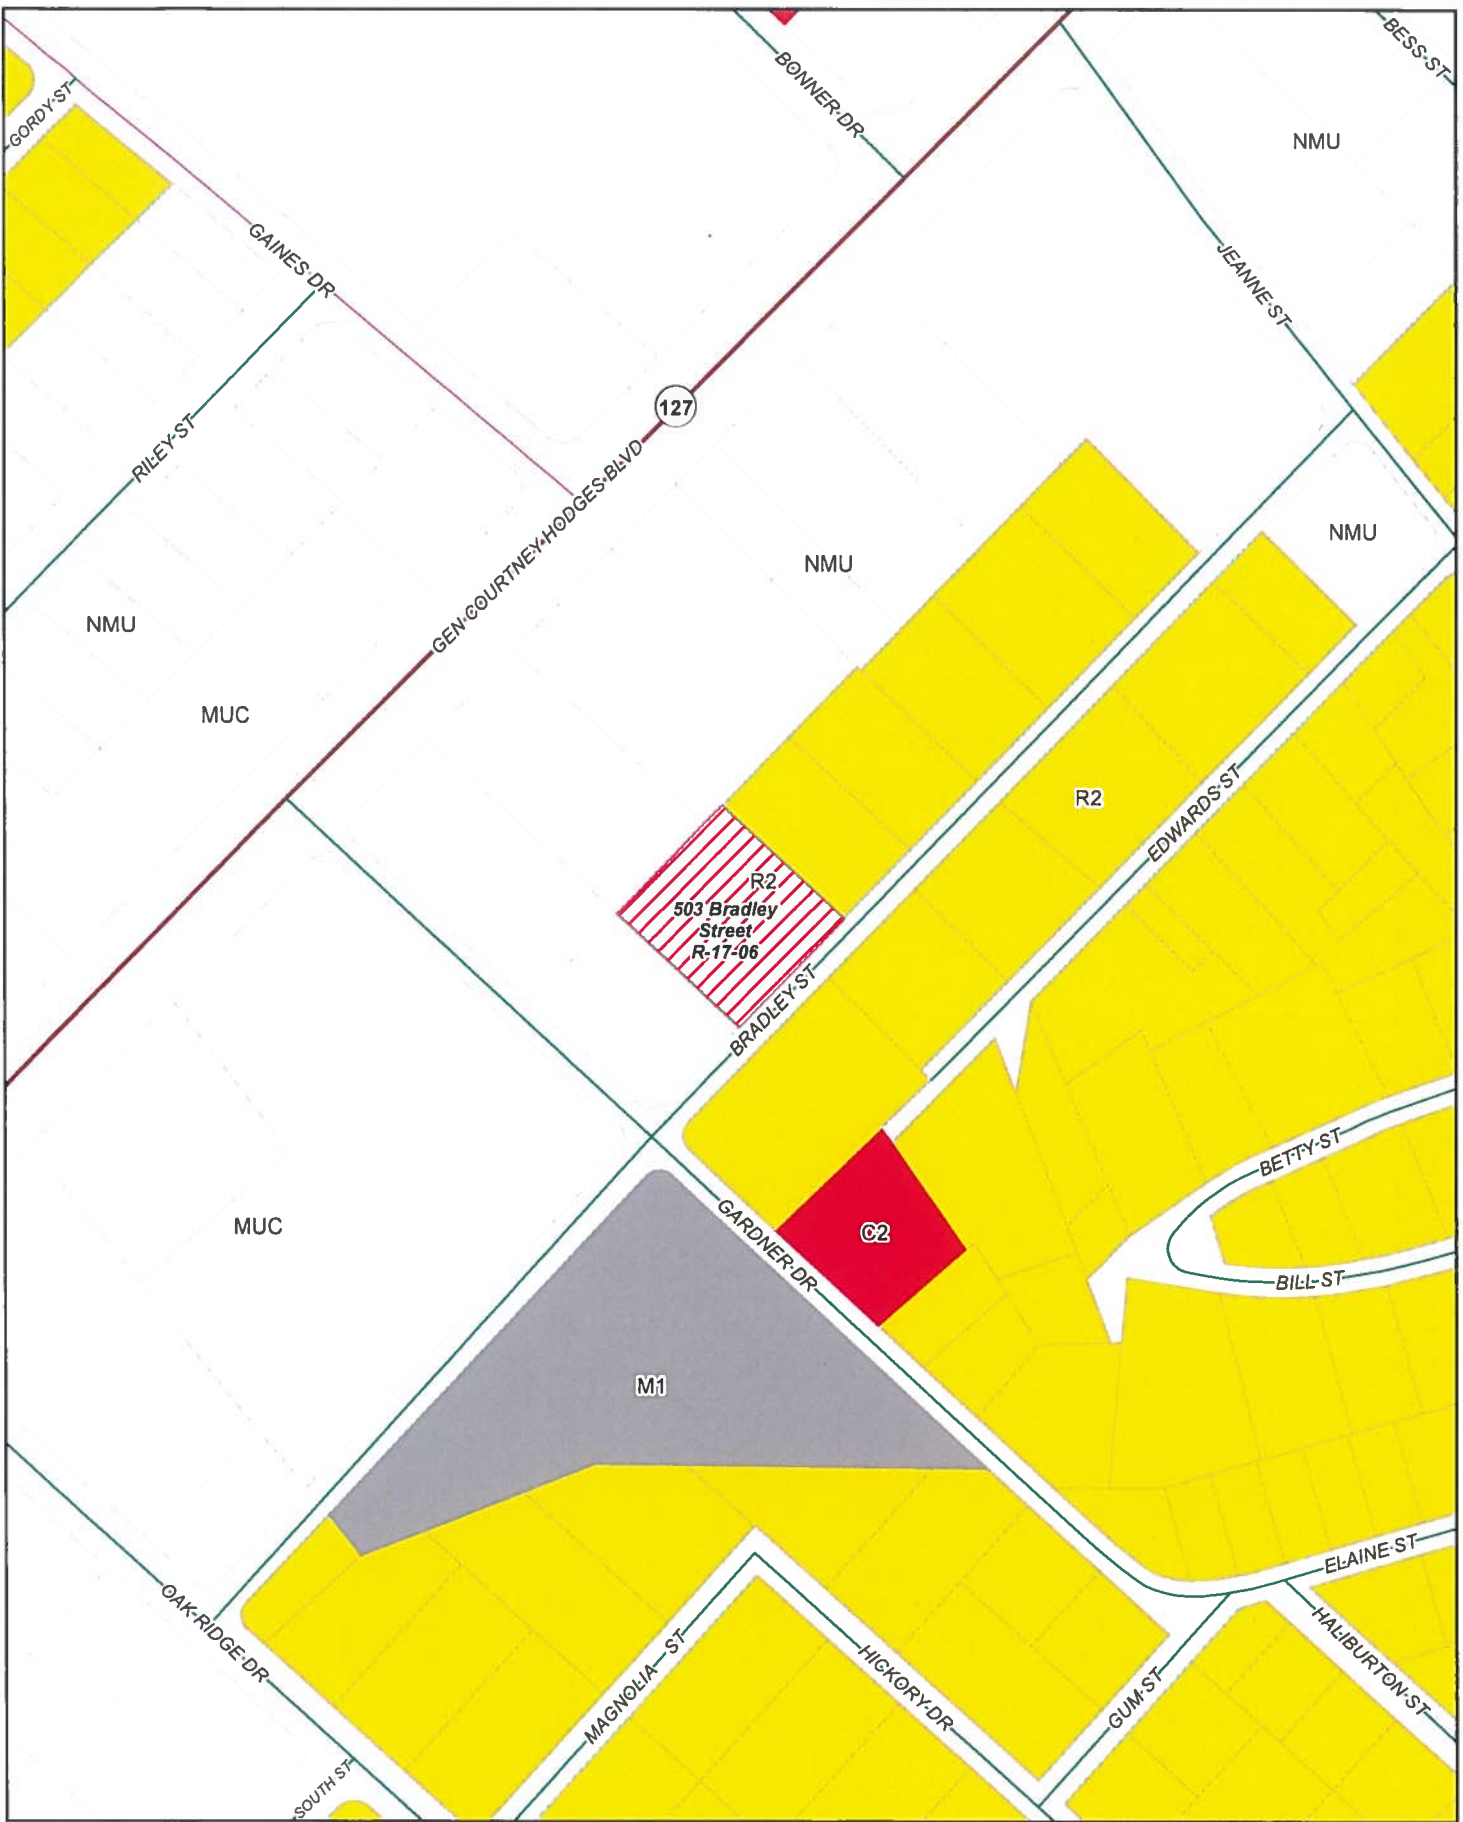 BESS-ST
BONNER-DR
GORDY-ST
NMU
GAINES-DR
JEANNE-ST
127
RILEY-ST
GEN-COURTNEY-HODGES-BLVD
NMU
NMU
NMU
MUC
R2
EDWARDS-ST
R2
503 Bradley
Street
R-17-06
BRADLEY-ST
BETTY-ST
MUC
GARDNER-DR
C2
BILL-ST
M1
ELAINE-ST
OAK-RIDGE-DR
MAGNOLIA ST
HICKORY-DR
GUM-ST
HALIBURTON-ST
SOUTH ST